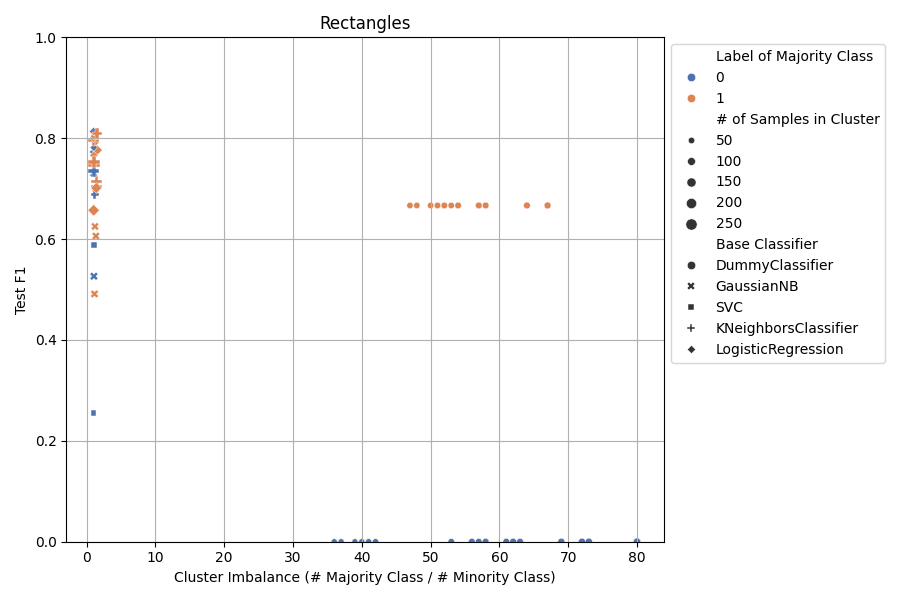 Rectangles
1.0
0.8
0.6
0.4
0.2
0.0
Test F1
0 10 20 30 40 50 60 70 80
Cluster Imbalance (# Majority Class / # Minority Class)
Label of Majority Class
0
1
# of Samples in Cluster
50
100
150
200
250
Base Classifier
DummyClassifier
GaussianNB
SVC
KNeighborsClassifier
LogisticRegression